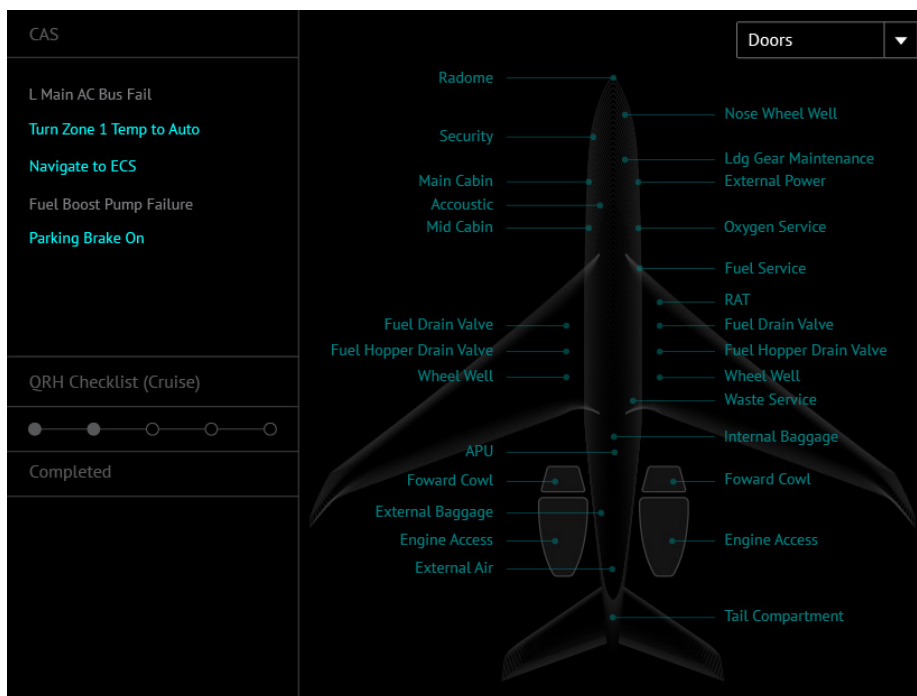 CAS
L Main AC Bus Fail
Turn Zone 1 Temp to Auto
Navigate to ECS
Fuel Boost Pump Failure
Parking Brake On
QRH Checklist (Cruise)
Completed
Doors
Radome
Nose Wheel Well
Security
Ldg Gear Maintenance
Main Cabin
External Power
Accoustic
Mid Cabin
Oxygen Service
Fuel Service
RAT
Fuel Drain Valve
Fuel Drain Valve
Fuel Hopper Drain Valve
Fuel Hopper Drain Valve
Wheel Well
Wheel Well
Waste Service
Internal Baggage
APU
Foward Cowl
Foward Cowl
External Baggage
Engine Access
Engine Access
External Air
Tail Compartment